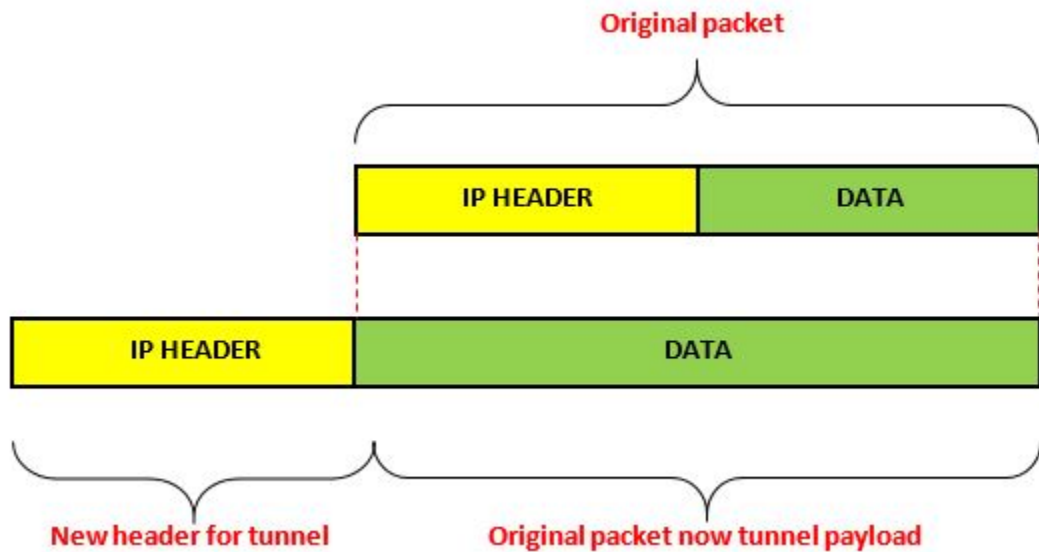 Original packet
IP HEADER DATA
IP HEADER DATA
New header for tunnel Original packet now tunnel payload